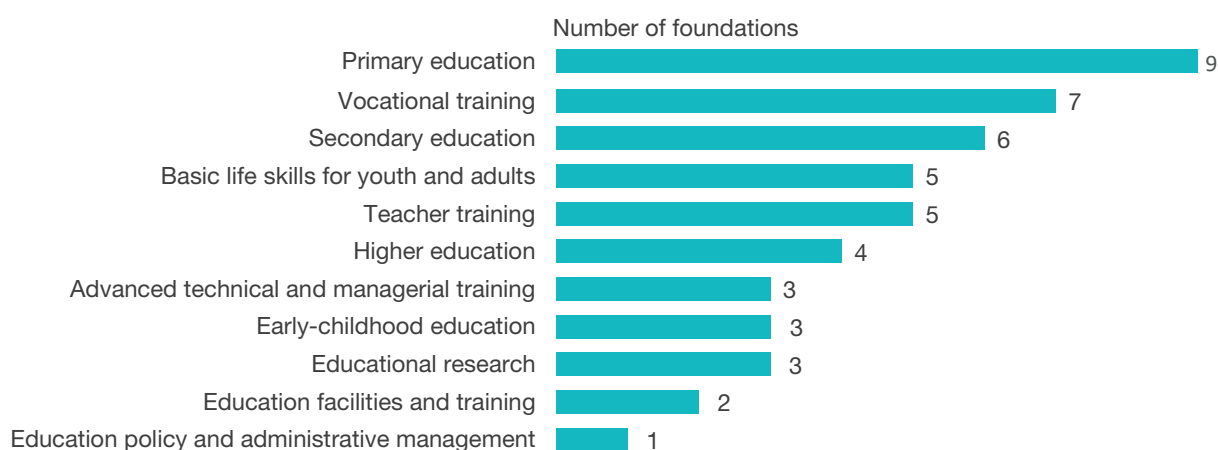 Number of foundations
Primary education 9
Vocational training 7
Secondary education 6
Basic life skills for youth and adults 5
Teacher training 5
Higher education 4
Advanced technical and managerial training 3
Early-childhood education 3
Educational research 3
Education facilities and training 2
Education policy and administrative management 1